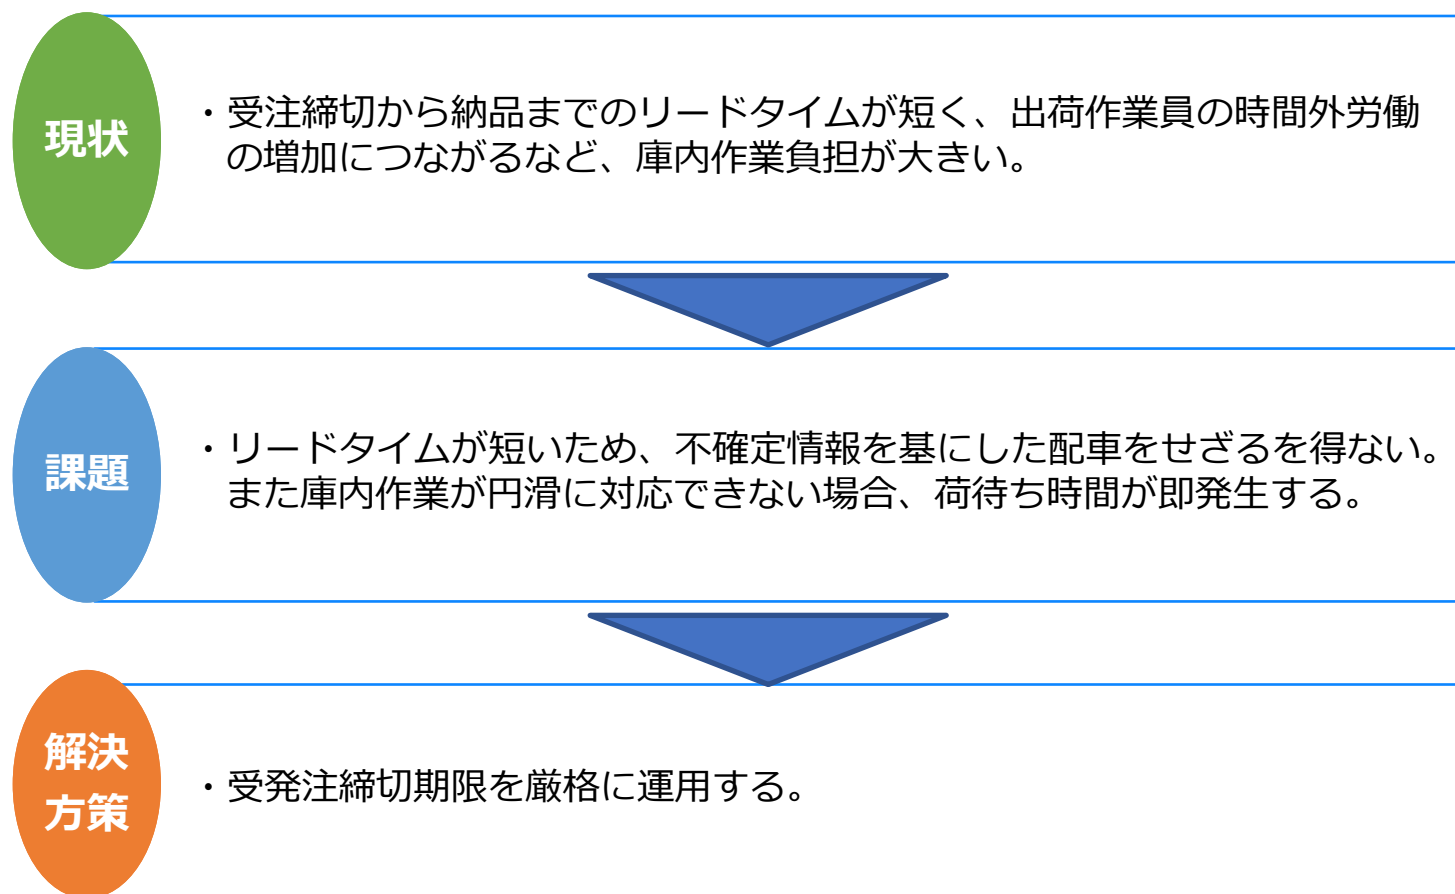 現状
・受注締切から納品までのリードタイムが短く、出荷作業員の時間外労働
の増加につながるなど、庫内作業負担が大きい。
課題
・リードタイムが短いため、不確定情報を基にした配車をせざるを得ない。
また庫内作業が円滑に対応できない場合、荷待ち時間が即発生する。
解決
方策
・受発注締切期限を厳格に運用する。